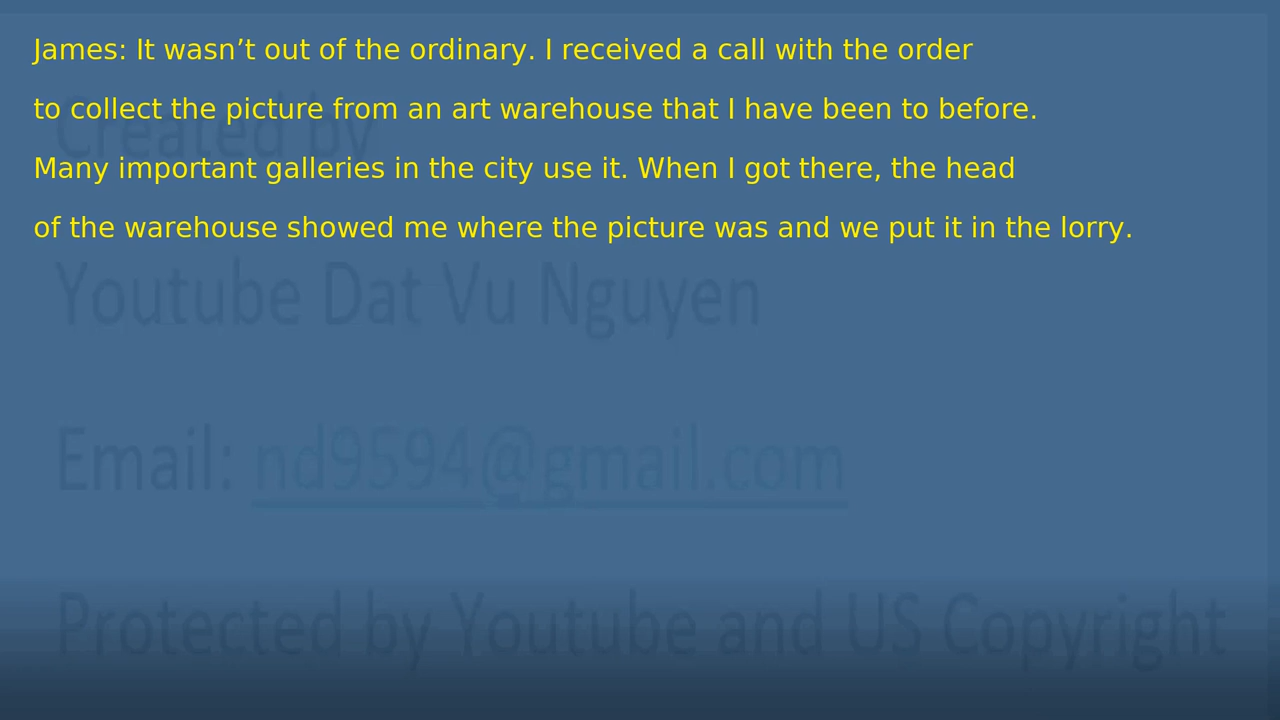 James: It wasn’t out of the ordinary. I received a call with the order
to collect the picture from an art warehouse that I have been to before.
Created by
Many important galleries in the city use it. When I got there, the head
of the warehouse showed me where the picture was and we put it in the lorry.
Youtube Dat Vu Nguyen
Email: nd9594@gmail.com
Protected by Youtube and US Copyright